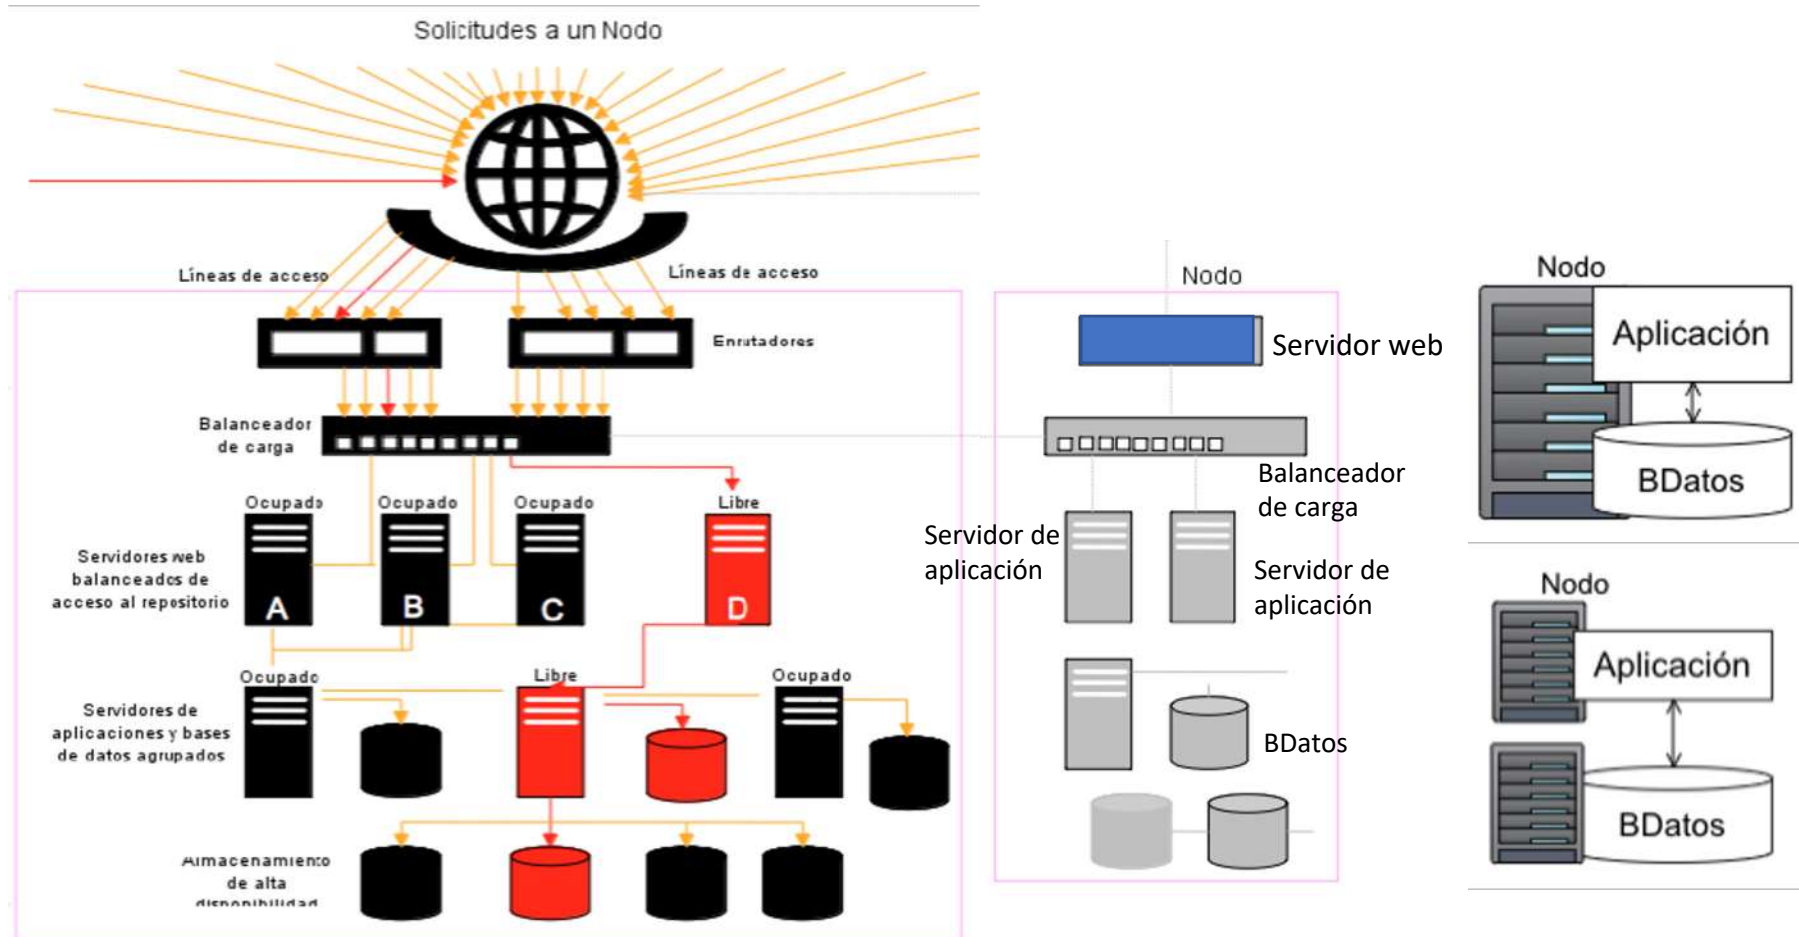 Solicitudes a un Nodo
Líneas de acceso
Líneas de acceso
Enrutadores
Balanceador
de carga
Ocupado
Ocupado
Ocupado
Libre
Servidores web
balanceados de
acceso al repositorio
A
B
C
D
Ocupado
Libre
Ocupado
Servidores de
aplicaciones y bases
de datos agrupados
Almacenamiento
de alta
disponibilidad
Nodo
Servidor web
Balanceador
de carga
Servidor de
aplicación
Servidor de
aplicación
BDatos
Nodo
Aplicación
BDatos
Nodo
Aplicación
BDatos